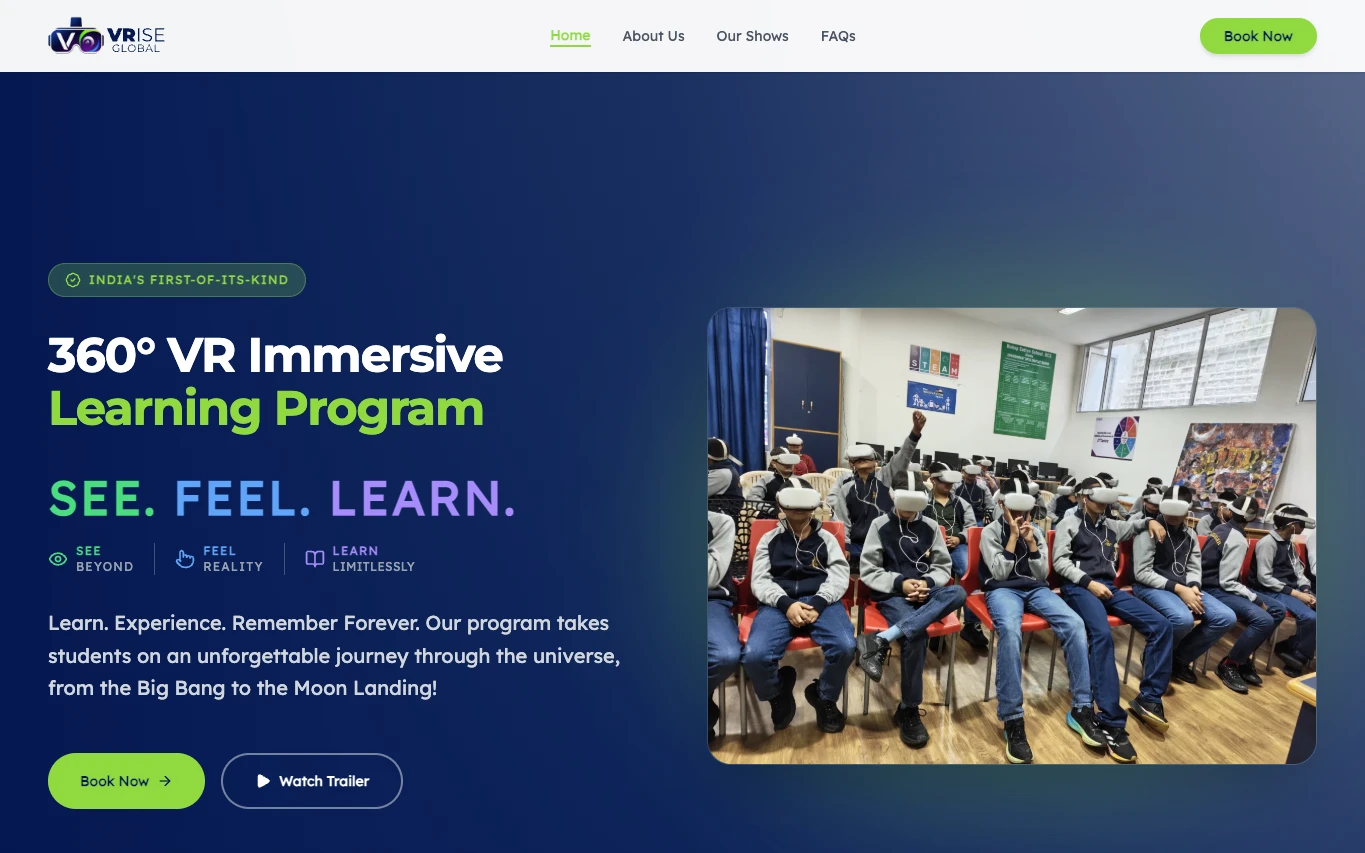 VRISE
GLOBAL
Home
About Us
Our Shows
FAQs
Book Now
INDIA'S FIRST-OF-ITS-KIND
360° VR Immersive
Learning Program
SEE. FEEL. LEARN.
SEE
BEYOND
FEEL
REALITY
LEARN
LIMITLESSLY
Learn. Experience. Remember Forever. Our program takes
students on an unforgettable journey through the universe,
from the Big Bang to the Moon Landing!
Book Now
Watch Trailer
STEAM